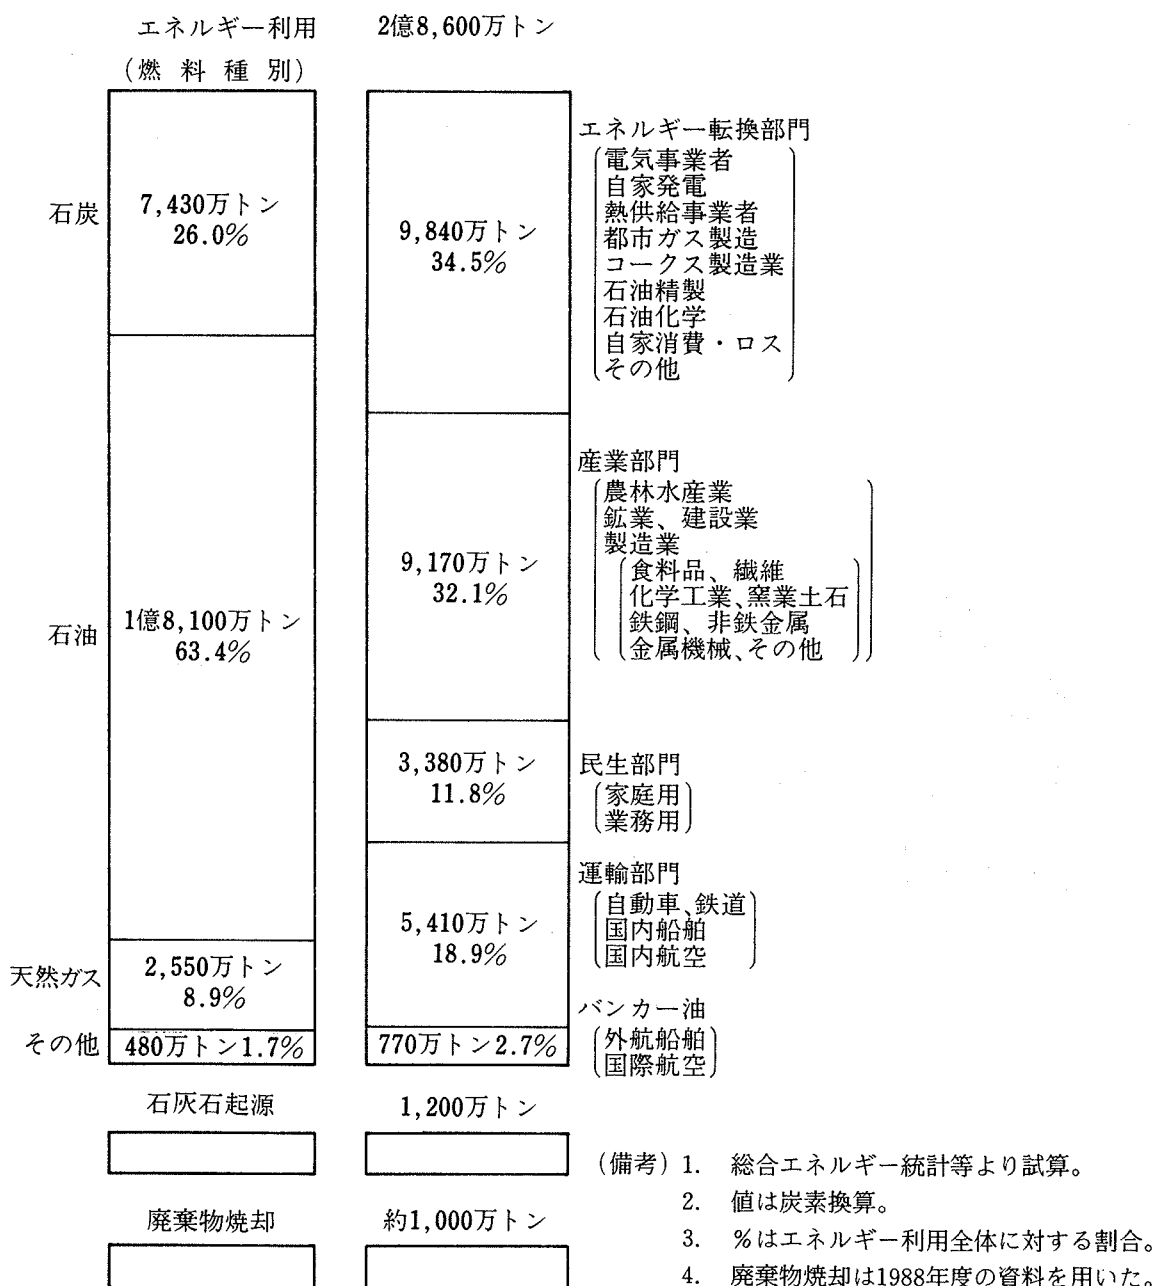 エネルギー利用 2億8,600万トン
(燃料種別)
石炭
7,430万トン
26.0%
石油
1億8,100万トン
63.4%
天然ガス
2,550万トン
8.9%
その他
480万トン1.7%
9,840万トン
34.5%
エネルギー転換部門
電気事業者
自家発電
熱供給事業者
都市ガス製造
コークス製造業
石油精製
石油化学
自家消費・ロス
その他
9,170万トン
32.1%
産業部門
農林水産業
鉱業、建設業
製造業
食料品、繊維
化学工業、窯業土石
鉄鋼、非鉄金属
金属機械、その他
3,380万トン
11.8%
民生部門
家庭用
業務用
5,410万トン
18.9%
運輸部門
自動車、鉄道
国内船舶
国内航空
770万トン2.7%
バンカー油
外航船舶
国際航空
石灰石起源 1,200万トン
廃棄物焼却 約1,000万トン
(備考) 1. 総合エネルギー統計等より試算。
2. 値は炭素換算。
3. %はエネルギー利用全体に対する割合。
4. 廃棄物焼却は1988年度の資料を用いた。